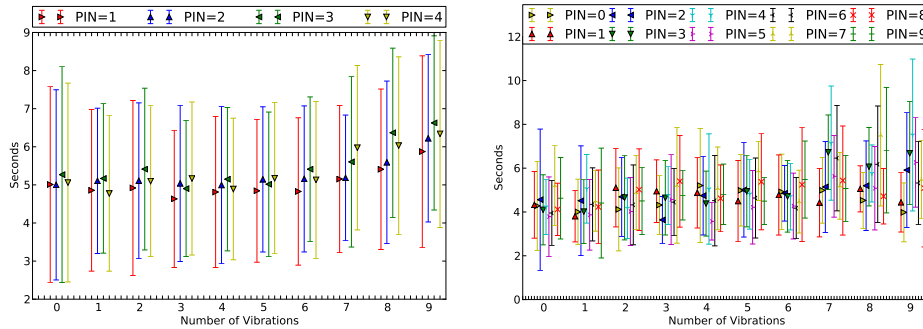 PIN=1 PIN=2 PIN=3 PIN=4
9
8
7
6
5
4
3
2
Seconds
0 1 2 3 4 5 6 7 8 9
Number of Vibrations
PIN=0 PIN=2 PIN=4 PIN=6 PIN=8
PIN=1 PIN=3 PIN=5 PIN=7 PIN=9
12
10
8
6
4
2
0
Seconds
0 1 2 3 4 5 6 7 8 9
Number of Vibrations